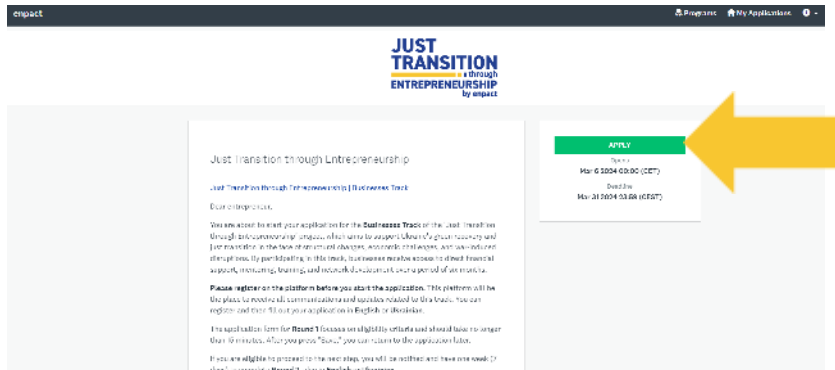 enpact
Programs My Applications
JUST
TRANSITION
through
ENTREPRENEURSHIP
by enpact
APPLY
Opens
Mar 6 2024 00:00 (CET)
Deadline
Mar 31 2024 23:59 (CEST)
Just Transition through Entrepreneurship
Just Transition through Entrepreneurship | Businesses Track
Dear entrepreneur,
You are about to start your application for the Businesses Track of the "Just Transition
through Entrepreneurship" project, which aims to support Ukraine's green recovery and
just transition in the face of structural changes, economic challenges, and war-induced
disruptions. By participating in this track, businesses receive access to direct financial
support, mentoring, training, and network development over a period of six months.
Please register on the platform before you start the application. This platform will be
the place to receive all communications and updates related to this track. You can
register and then fill out your application in English or Ukrainian.
The application form for Round 1 focuses on eligibility criteria and should take no longer
than minutes. After you press "Save," you can return to the application later.
If you are eligible to proceed to the next step, you will be notified and have one week (7